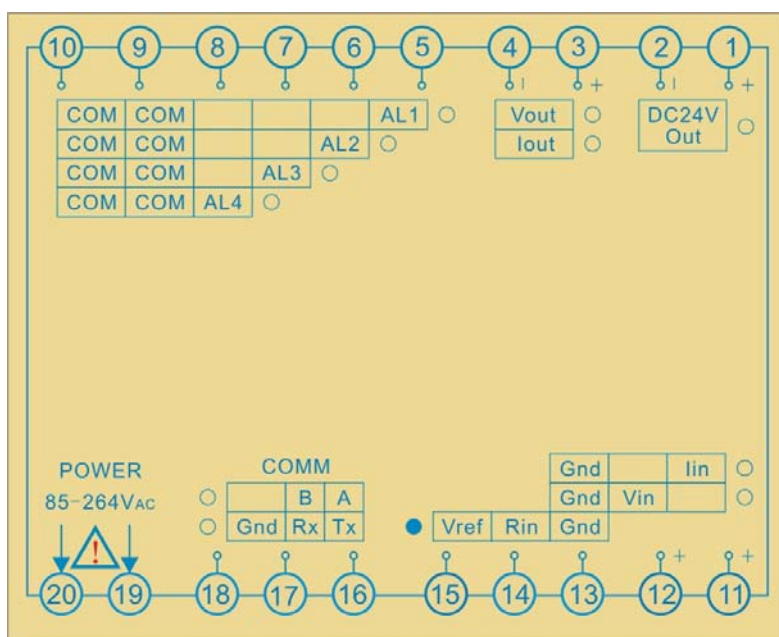 10 9 8 7 6 5 4 3 2 1
- + - +
COM COM AL1 Vout DC24V
COM COM AL2 Iout Out
COM COM AL3
COM COM AL4
POWER COMM Gnd Iin
85-264VAC B A Gnd Vin
! Gnd Rx Tx Vref Rin Gnd
+ +
20 19 18 17 16 15 14 13 12 11